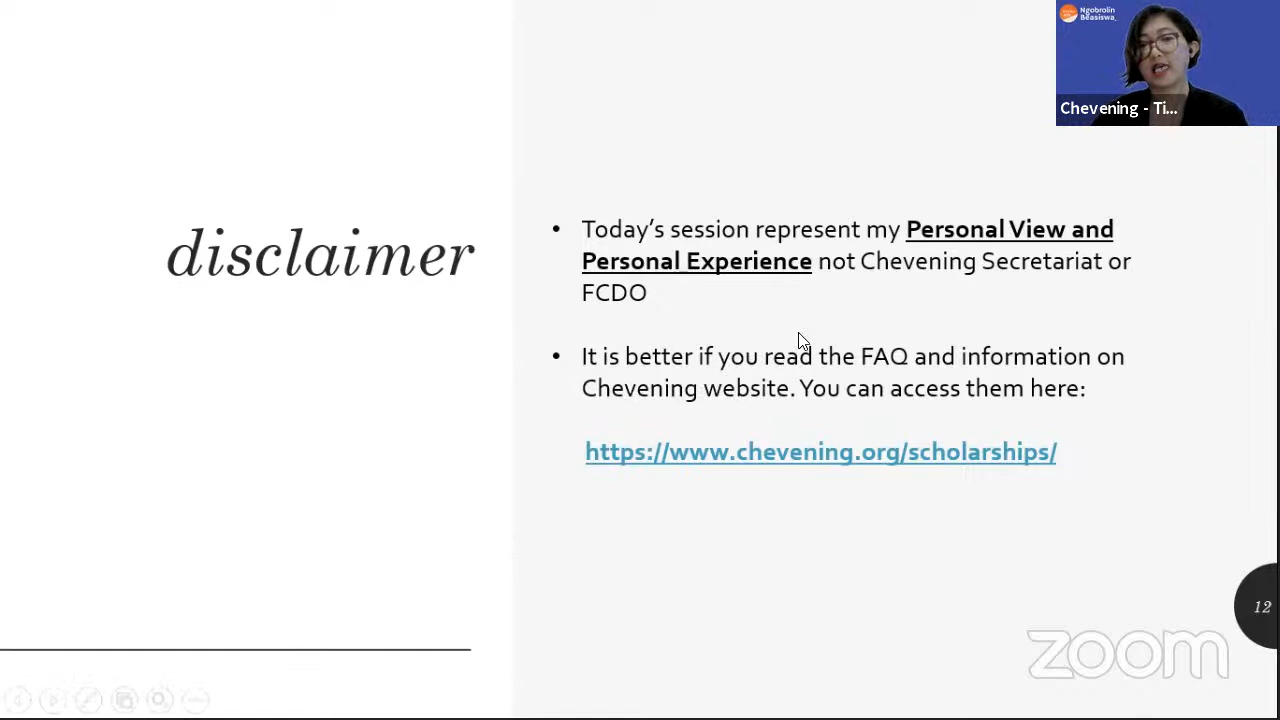 Ngobrolin
Beasiswa_
Chevening - Ti...
disclaimer
• Today's session represent my Personal View and
Personal Experience not Chevening Secretariat or
FCDO
• It is better if you read the FAQ and information on
Chevening website. You can access them here:
https://www.chevening.org/scholarships/
12
zoom